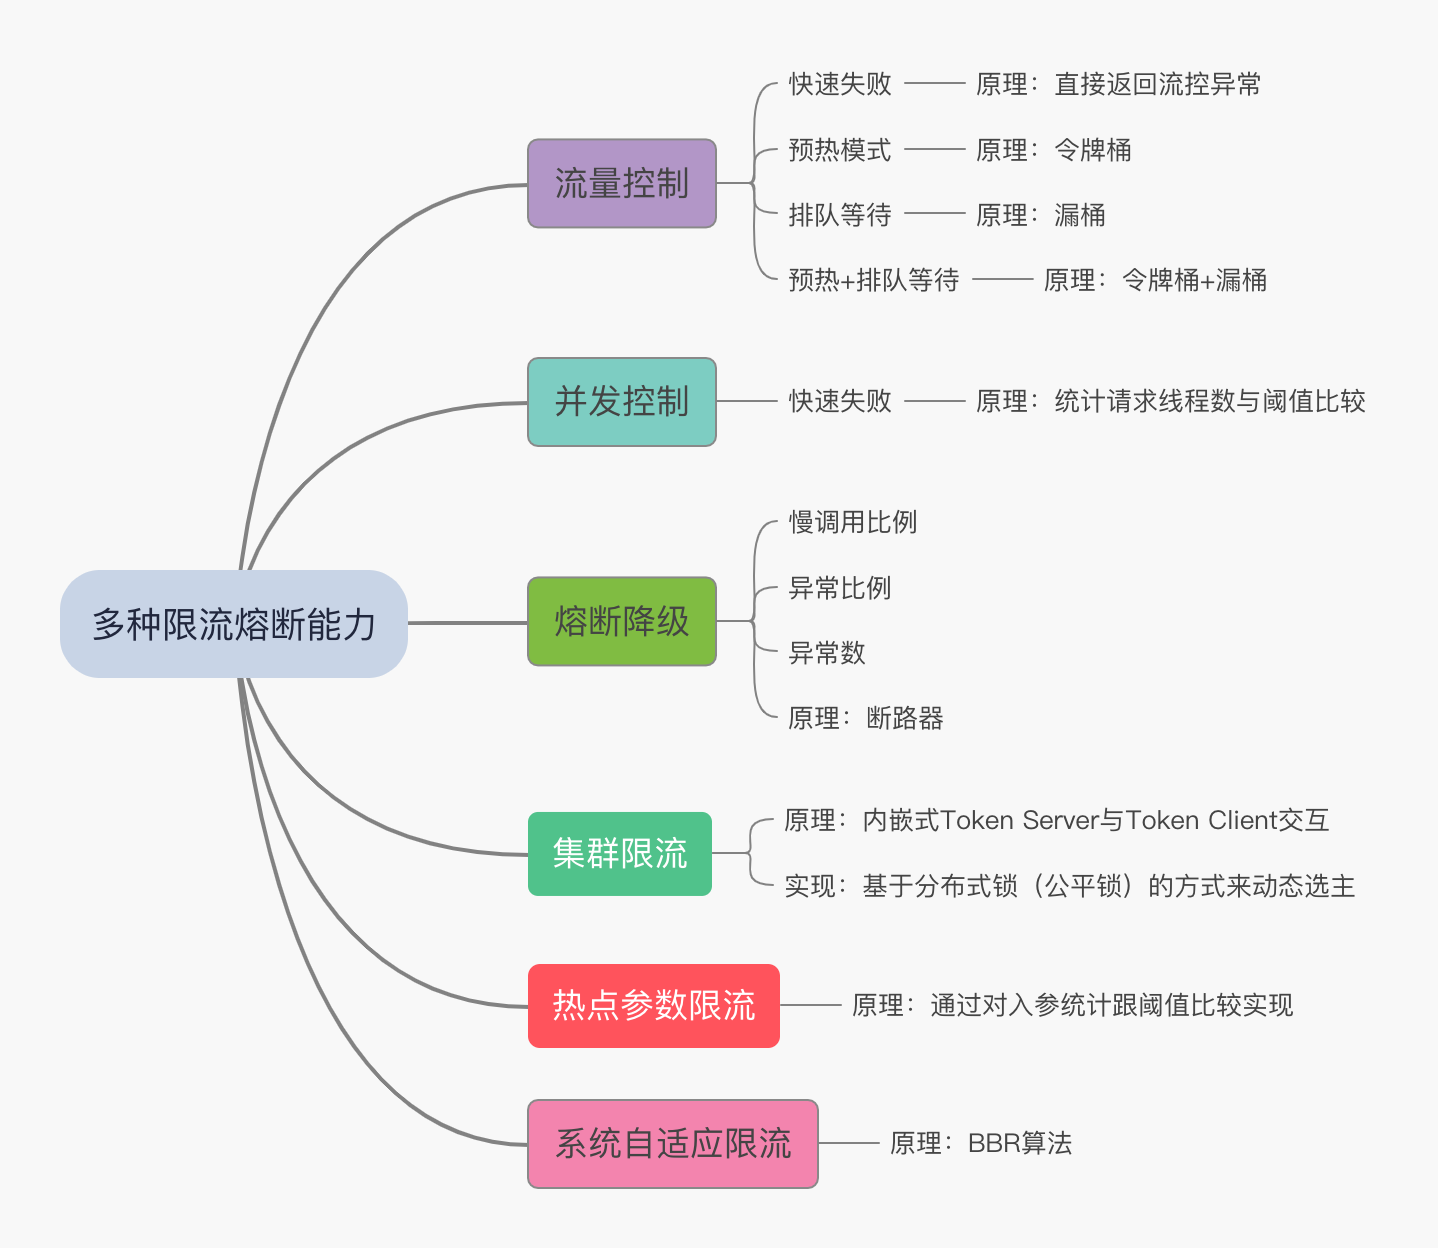 多种限流熔断能力
流量控制
快速失败
原理：直接返回流控异常
预热模式
原理：令牌桶
排队等待
原理：漏桶
预热+排队等待
原理：令牌桶+漏桶
并发控制
快速失败
原理：统计请求线程数与阈值比较
熔断降级
慢调用比例
异常比例
异常数
原理：断路器
集群限流
原理：内嵌式Token Server与Token Client交互
实现：基于分布式锁（公平锁）的方式来动态选主
热点参数限流
原理：通过对入参统计跟阈值比较实现
系统自适应限流
原理：BBR算法